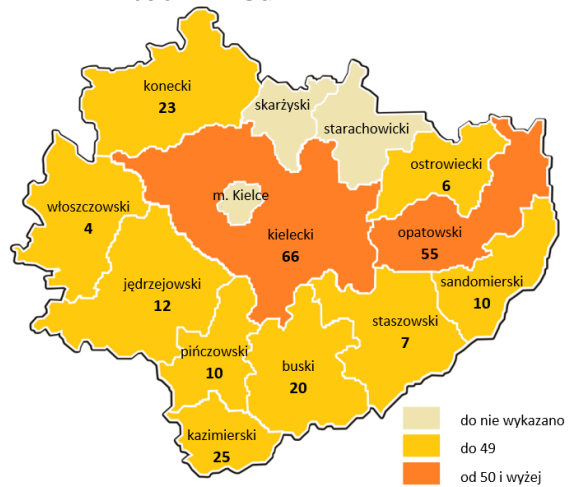 konecki
23
skarżyski
starachowicki
ostrowiecki
6
m. Kielce
włoszczowski
4
kielecki
66
opatowski
55
jędrzejowski
12
sandomierski
10
staszowski
7
pińczowski
10
buski
20
kazimierski
25
do nie wykazano
do 49
od 50 i wyżej